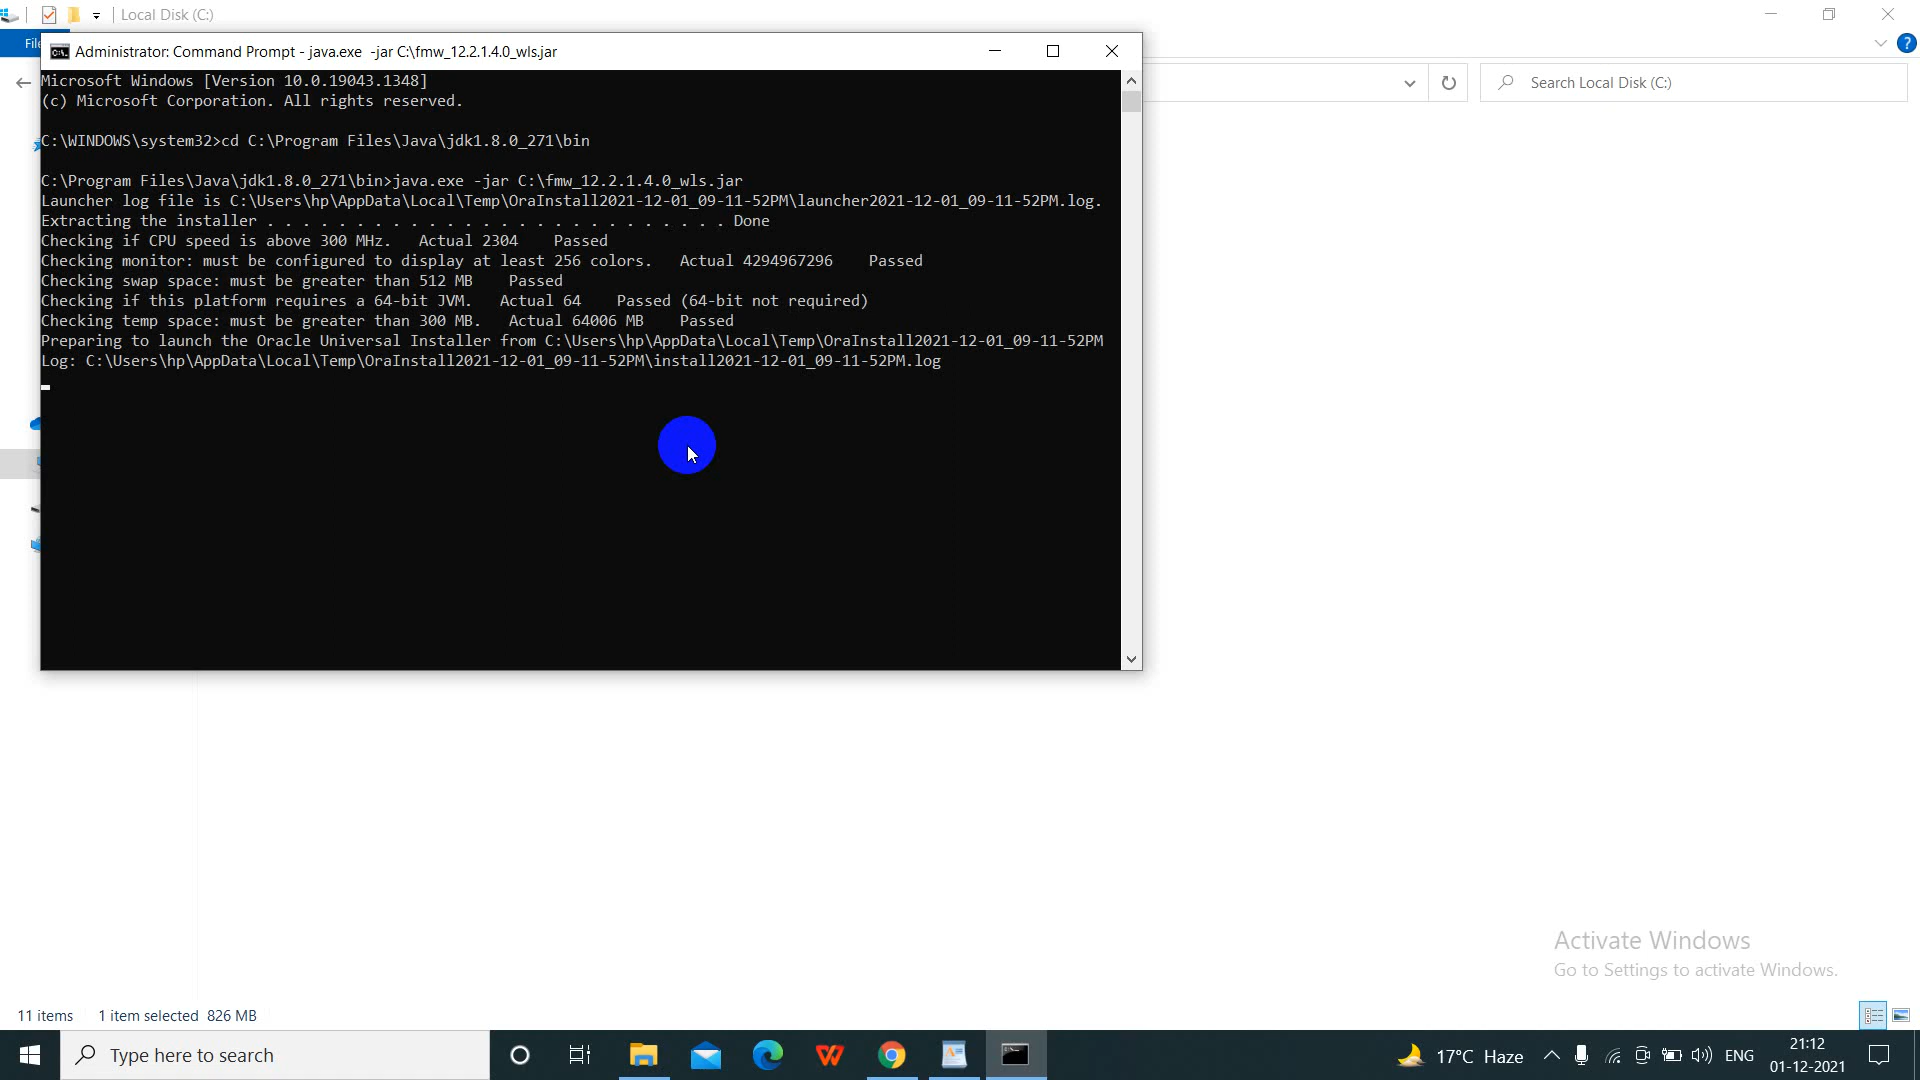 Local Disk (C:)
File
Administrator: Command Prompt - java.exe -jar C:\fmw_12.2.1.4.0_wls.jar
Search Local Disk (C:)
Microsoft Windows [Version 10.0.19043.1348]
(c) Microsoft Corporation. All rights reserved.
C:\WINDOWS\system32>cd C:\Program Files\Java\jdk1.8.0_271\bin
C:\Program Files\Java\jdk1.8.0_271\bin>java.exe -jar C:\fmw_12.2.1.4.0_wls.jar
Launcher log file is C:\Users\hp\AppData\Local\Temp\OraInstall2021-12-01_09-11-52PM\launcher2021-12-01_09-11-52PM.log.
Extracting the installer . . . . . . . . . . . . . . . . . . . . . . . . . . Done
Checking if CPU speed is above 300 MHz.   Actual 2304    Passed
Checking monitor: must be configured to display at least 256 colors.   Actual 4294967296    Passed
Checking swap space: must be greater than 512 MB    Passed
Checking if this platform requires a 64-bit JVM.   Actual 64    Passed (64-bit not required)
Checking temp space: must be greater than 300 MB.   Actual 64006 MB    Passed
Preparing to launch the Oracle Universal Installer from C:\Users\hp\AppData\Local\Temp\OraInstall2021-12-01_09-11-52PM
Log: C:\Users\hp\AppData\Local\Temp\OraInstall2021-12-01_09-11-52PM\install2021-12-01_09-11-52PM.log
Activate Windows
Go to Settings to activate Windows.
11 items 1 item selected 826 MB
Type here to search
17°C Haze
ENG
21:12
01-12-2021